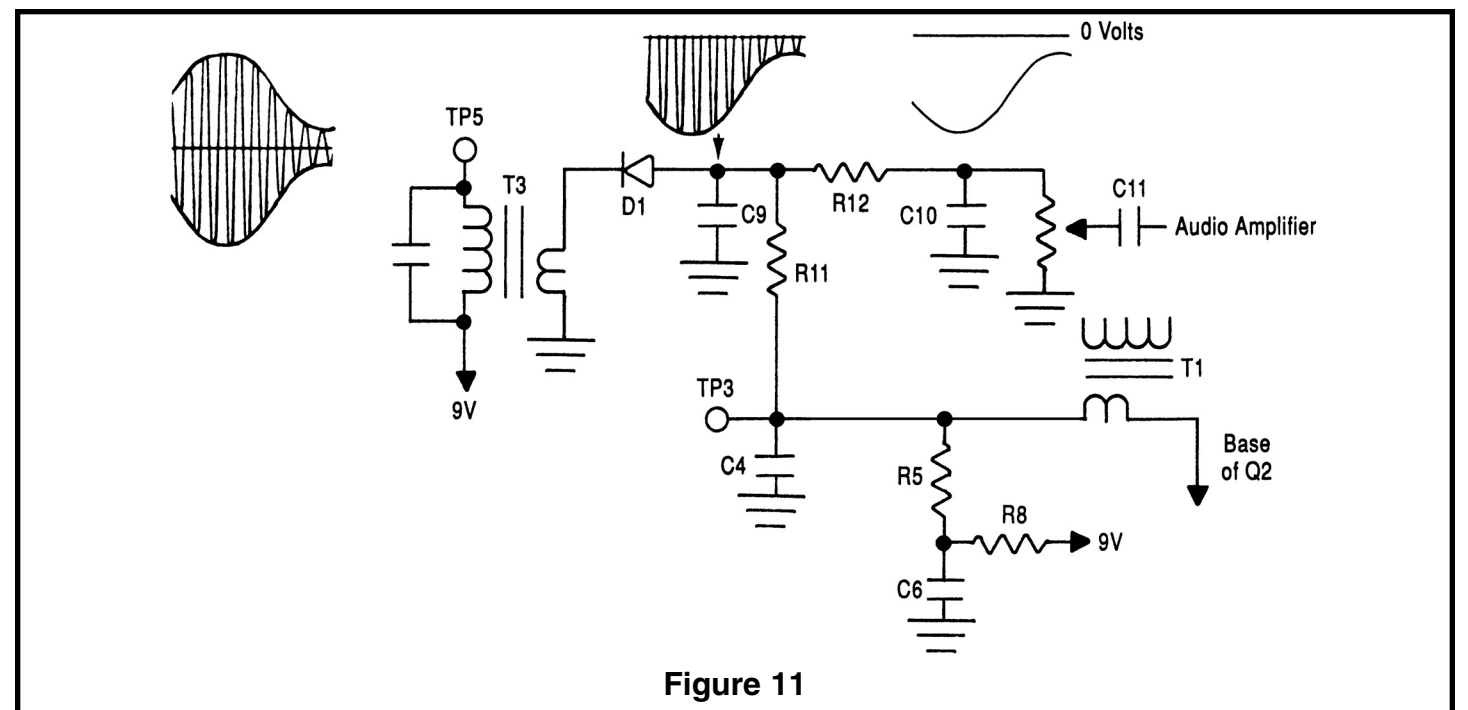 0 Volts
TP5
T3
D1
C9
R12
C10
C11
Audio Amplifier
R11
T1
9V
TP3
C4
R5
Base
of Q2
R8
9V
C6
Figure 11